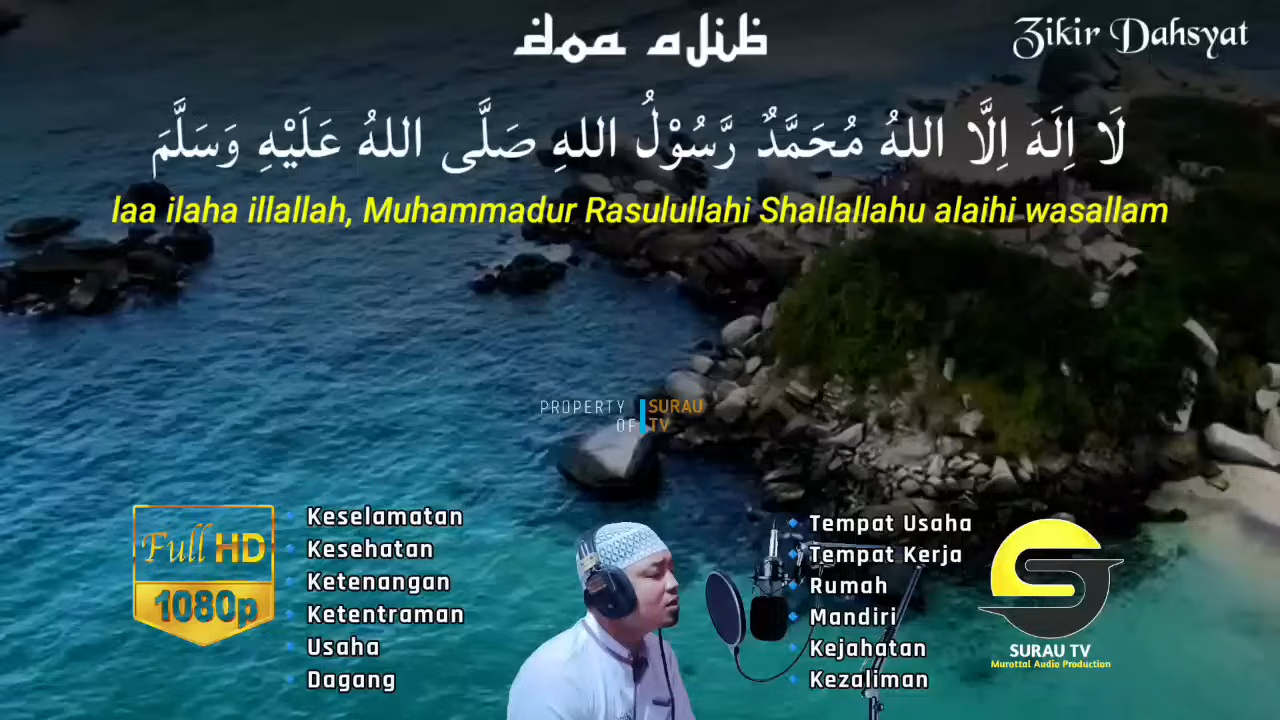 doa ajib
Zikir Dahsyat
لَا اِلَهَ اِلَّا اللهُ مُحَمَّدٌ رَّسُوْلُ اللهِ صَلَّى اللهُ عَلَيْهِ وَسَلَّمَ
laa ilaha illallah, Muhammadur Rasulullahi Shallallahu alaihi wasallam
PROPERTY OF
SURAU TV
Full HD
1080p
Keselamatan
Kesehatan
Ketenangan
Ketentraman
Usaha
Dagang
Tempat Usaha
Tempat Kerja
Rumah
Mandiri
Kejahatan
Kezaliman
SURAU TV
Murottal Audio Production